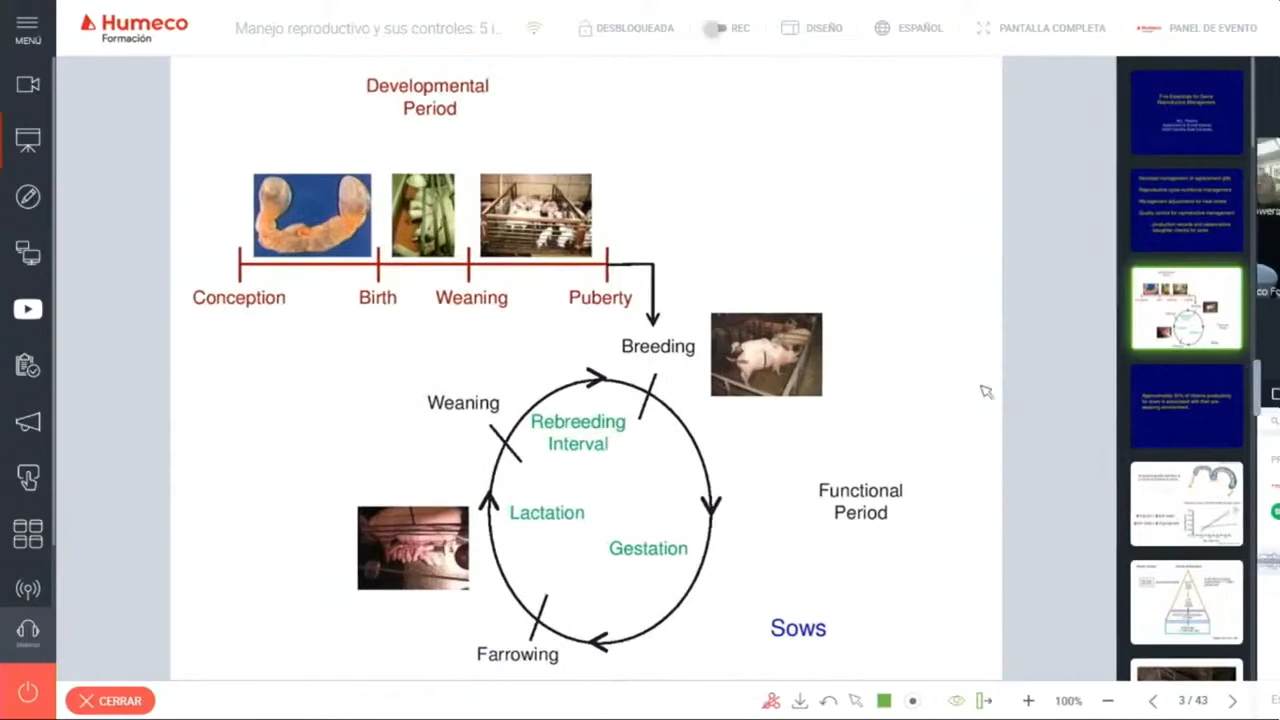 MENÚ
Humeco
Formación
Manejo reproductivo y sus controles: 5 i..
DESBLOQUEADA
REC
DISEÑO
ESPAÑOL
PANTALLA COMPLETA
PANEL DE EVENTO
Developmental
Period
Conception
Birth
Weaning
Puberty
Breeding
Weaning
Rebreeding
Interval
Lactation
Gestation
Functional
Period
Farrowing
Sows
CERRAR
100%
3 / 43